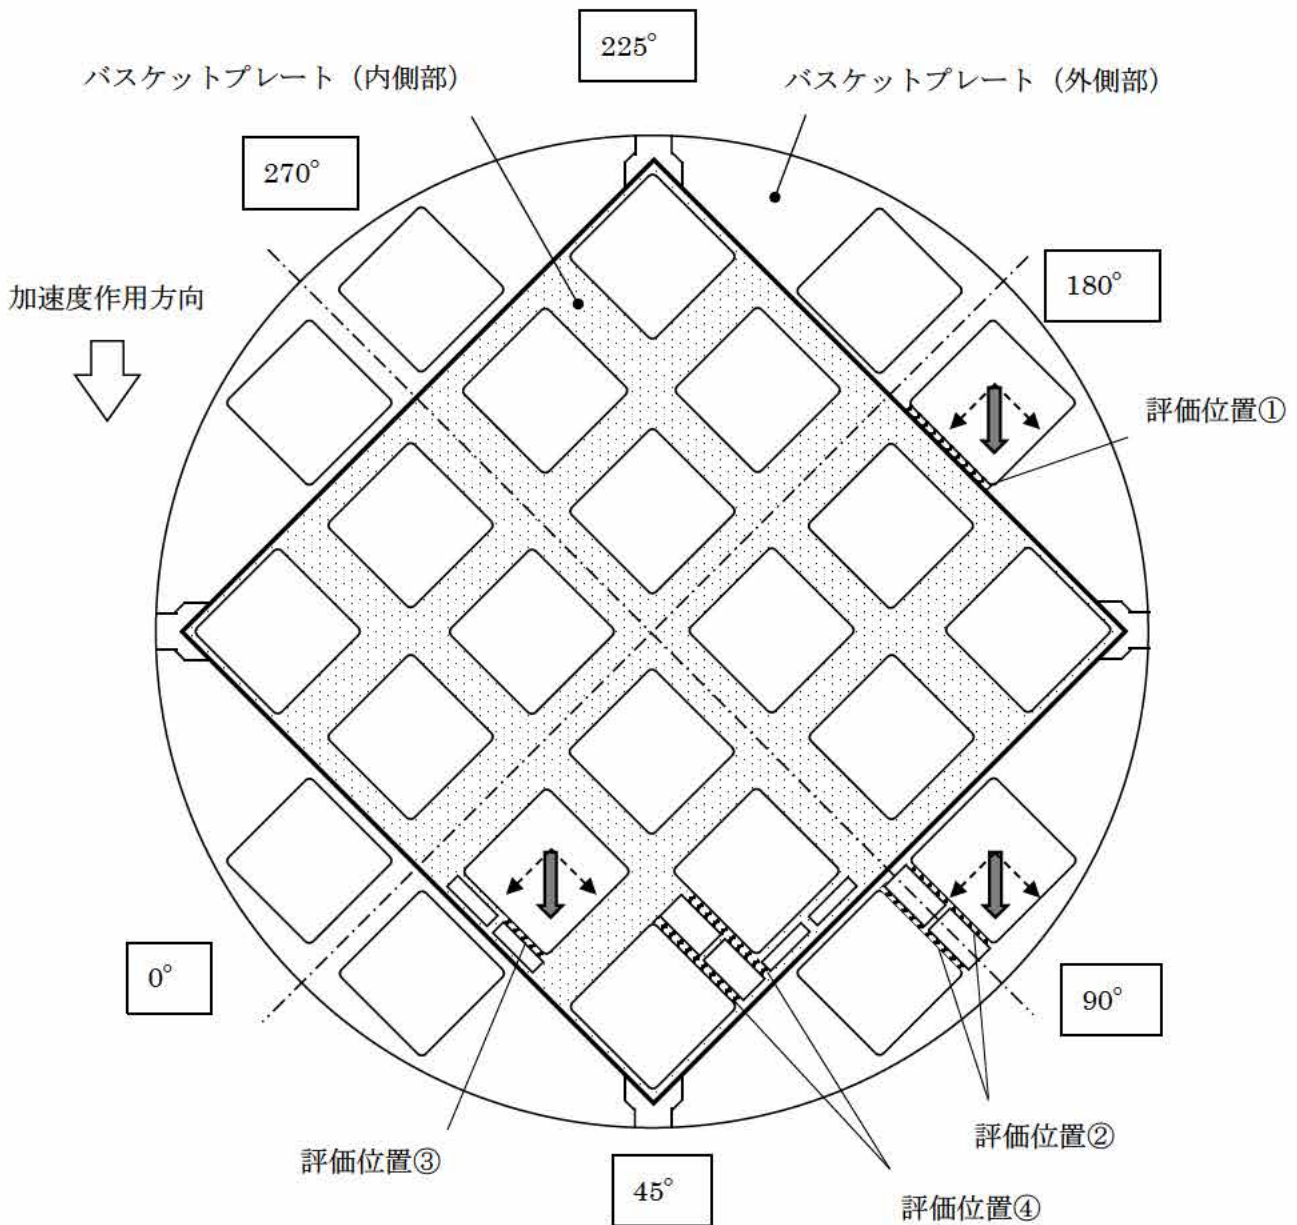 225°
バスケットプレート（内側部）
バスケットプレート（外側部）
270°
180°
加速度作用方向
評価位置①
0°
90°
評価位置②
評価位置③
45°
評価位置④